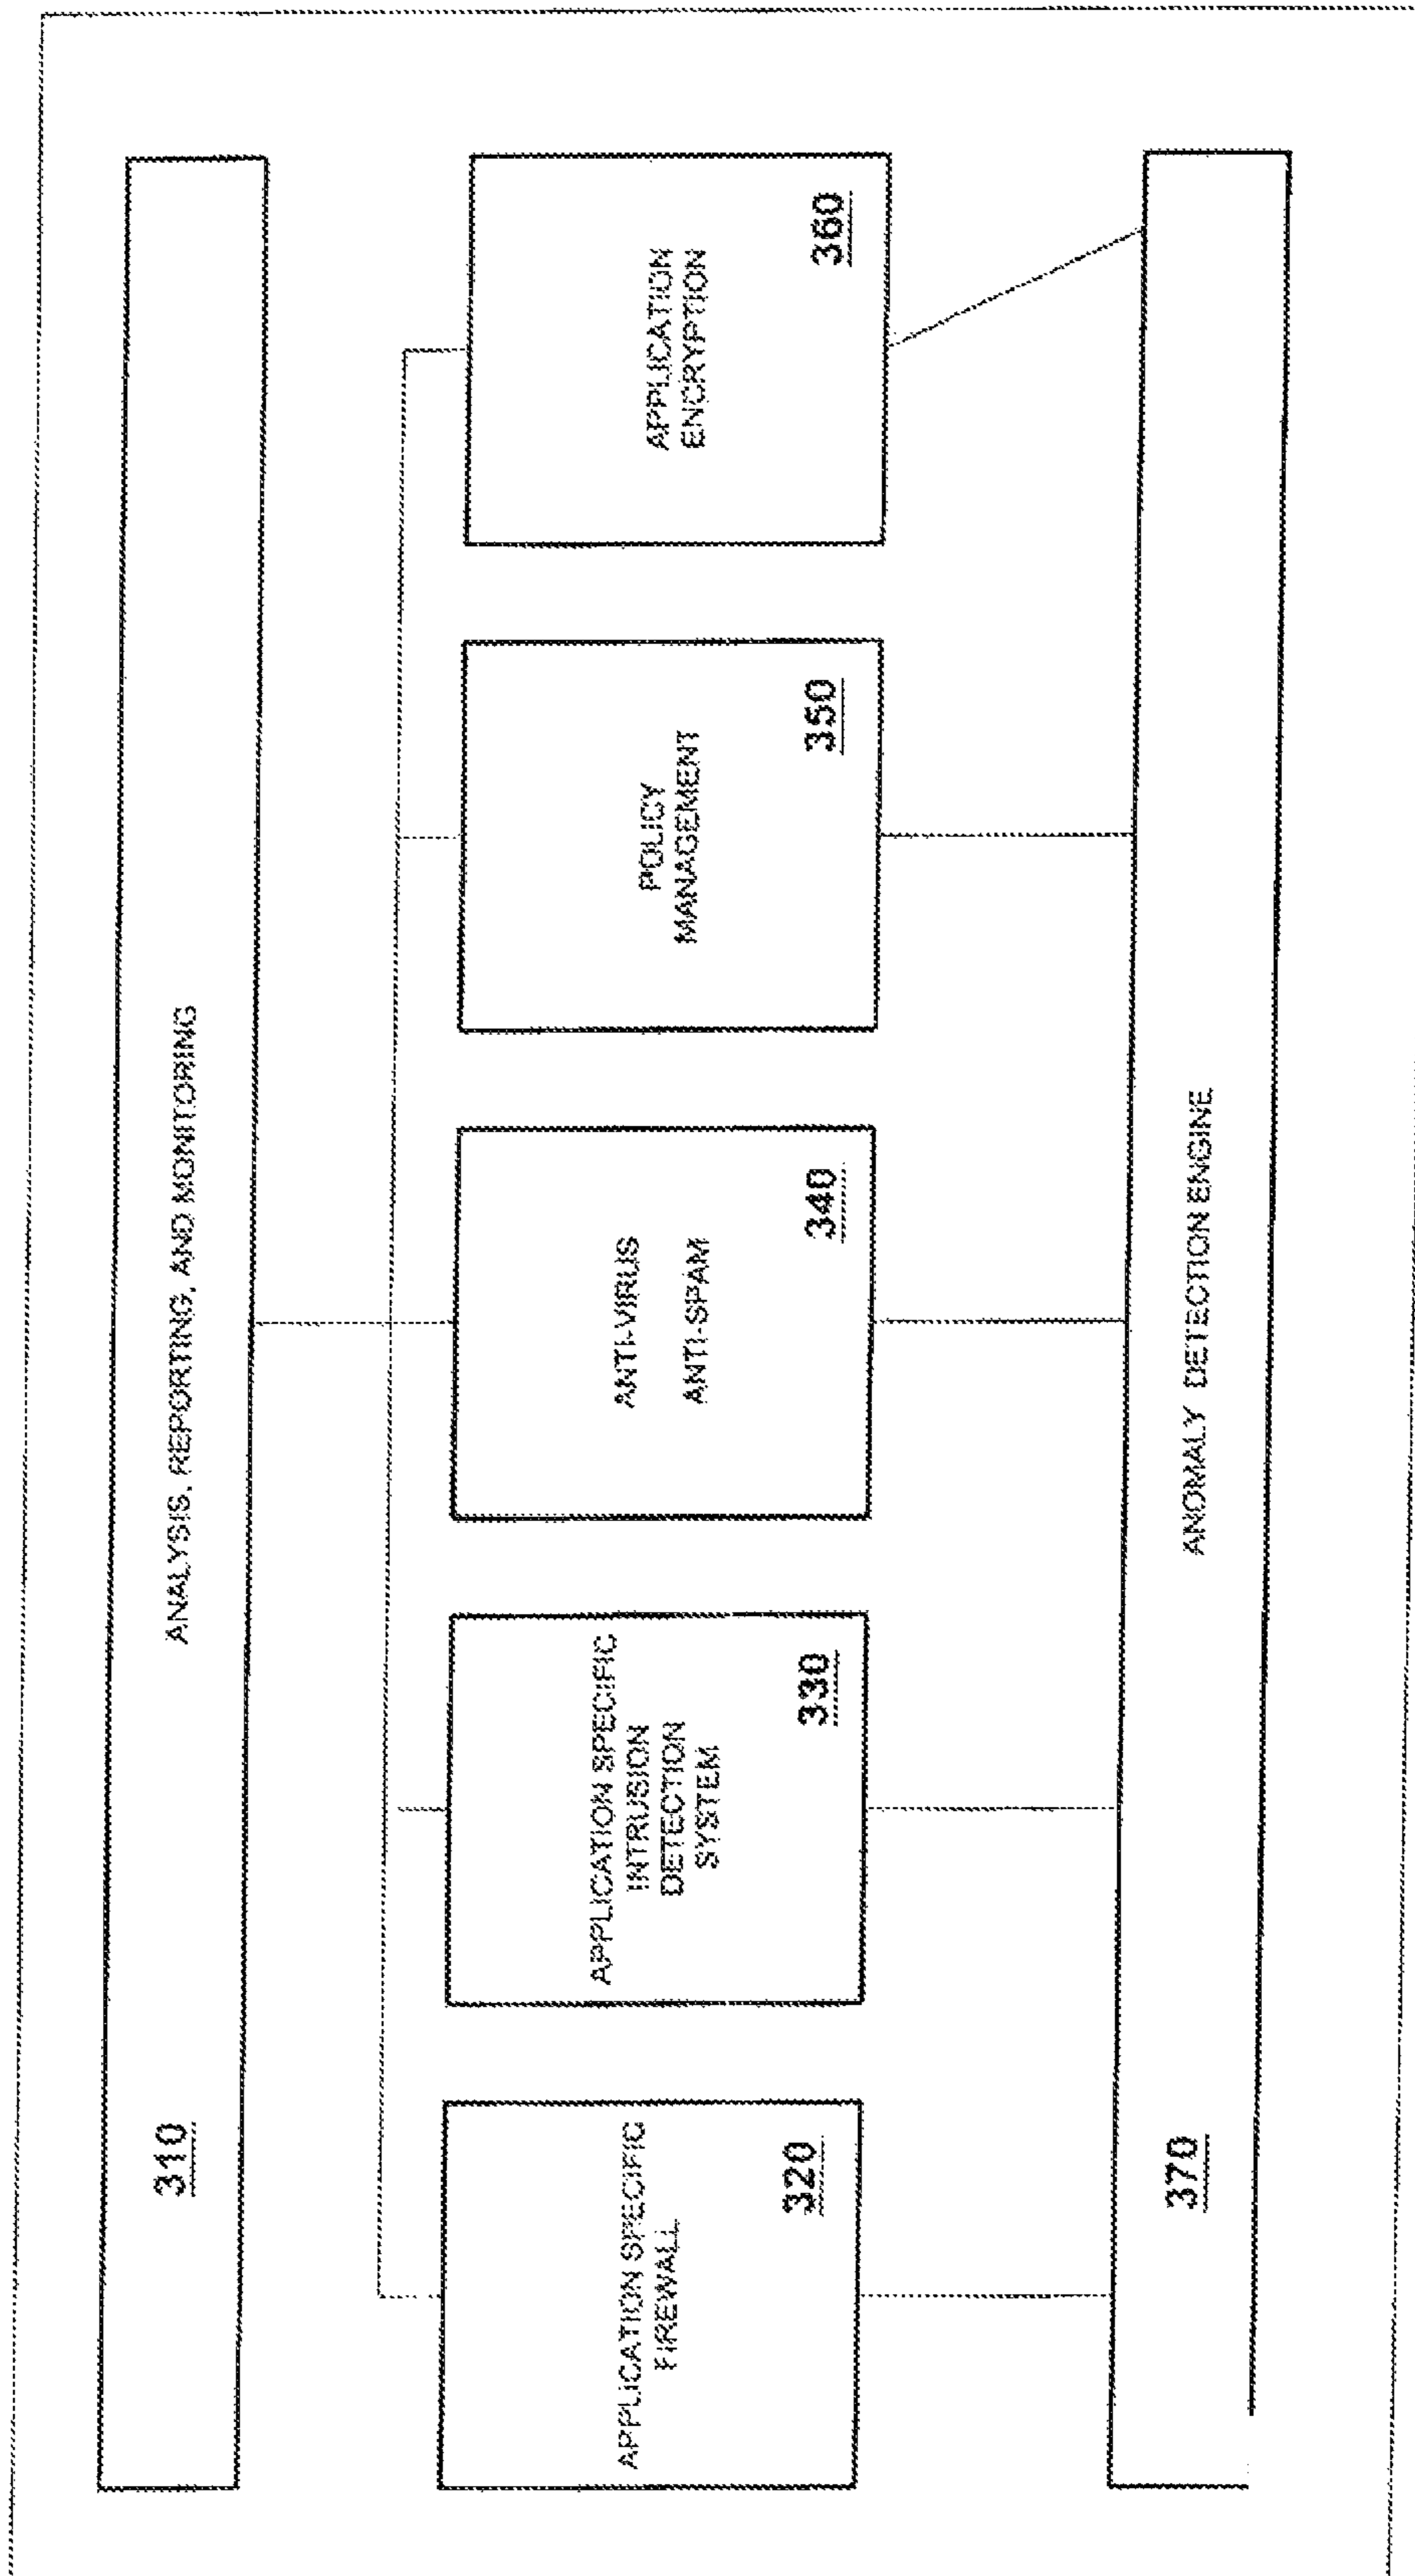 310
ANALYSIS, REPORTING, AND MONITORING
APPLICATION SPECIFIC
FIREWALL
320
APPLICATION SPECIFIC
INTRUSION
DETECTION
SYSTEM
330
ANTI-VIRUS
ANTI-SPAM
340
POLICY
MANAGEMENT
350
APPLICATION
ENCRYPTION
360
370
ANOMALY DETECTION ENGINE